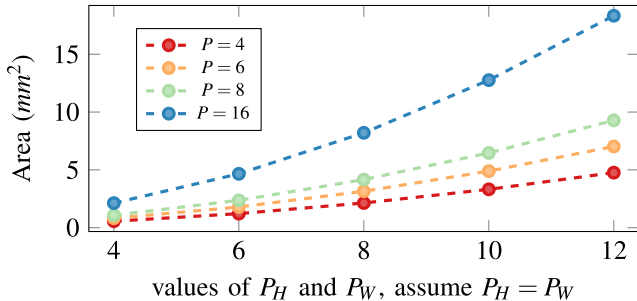 Area (mm²)
15
10
5
0
P = 4
P = 6
P = 8
P = 16
4 6 8 10 12
values of P_H and P_W, assume P_H = P_W